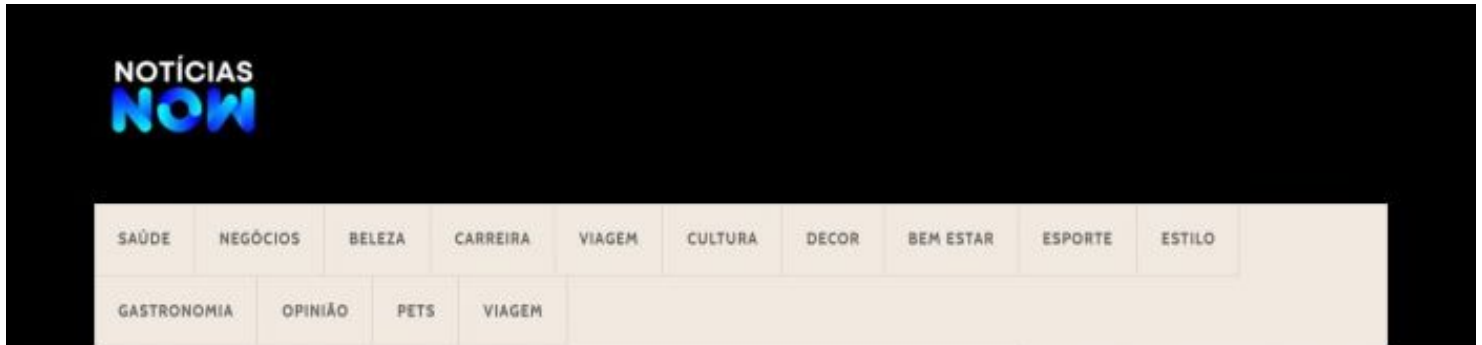 NOTÍCIAS
NOW
SAÚDE NEGÓCIOS BELEZA CARREIRA VIAGEM CULTURA DECOR BEM ESTAR ESPORTE ESTILO
GASTRONOMIA OPINIÃO PETS VIAGEM